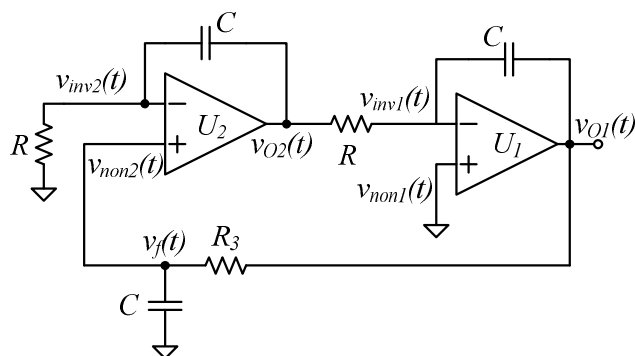 C
v_inv2(t)
−
U_2
+
R
v_non2(t)
v_O2(t)
R
v_inv1(t)
C
−
U_1
+
v_O1(t)
v_non1(t)
v_f(t)
R_3
C